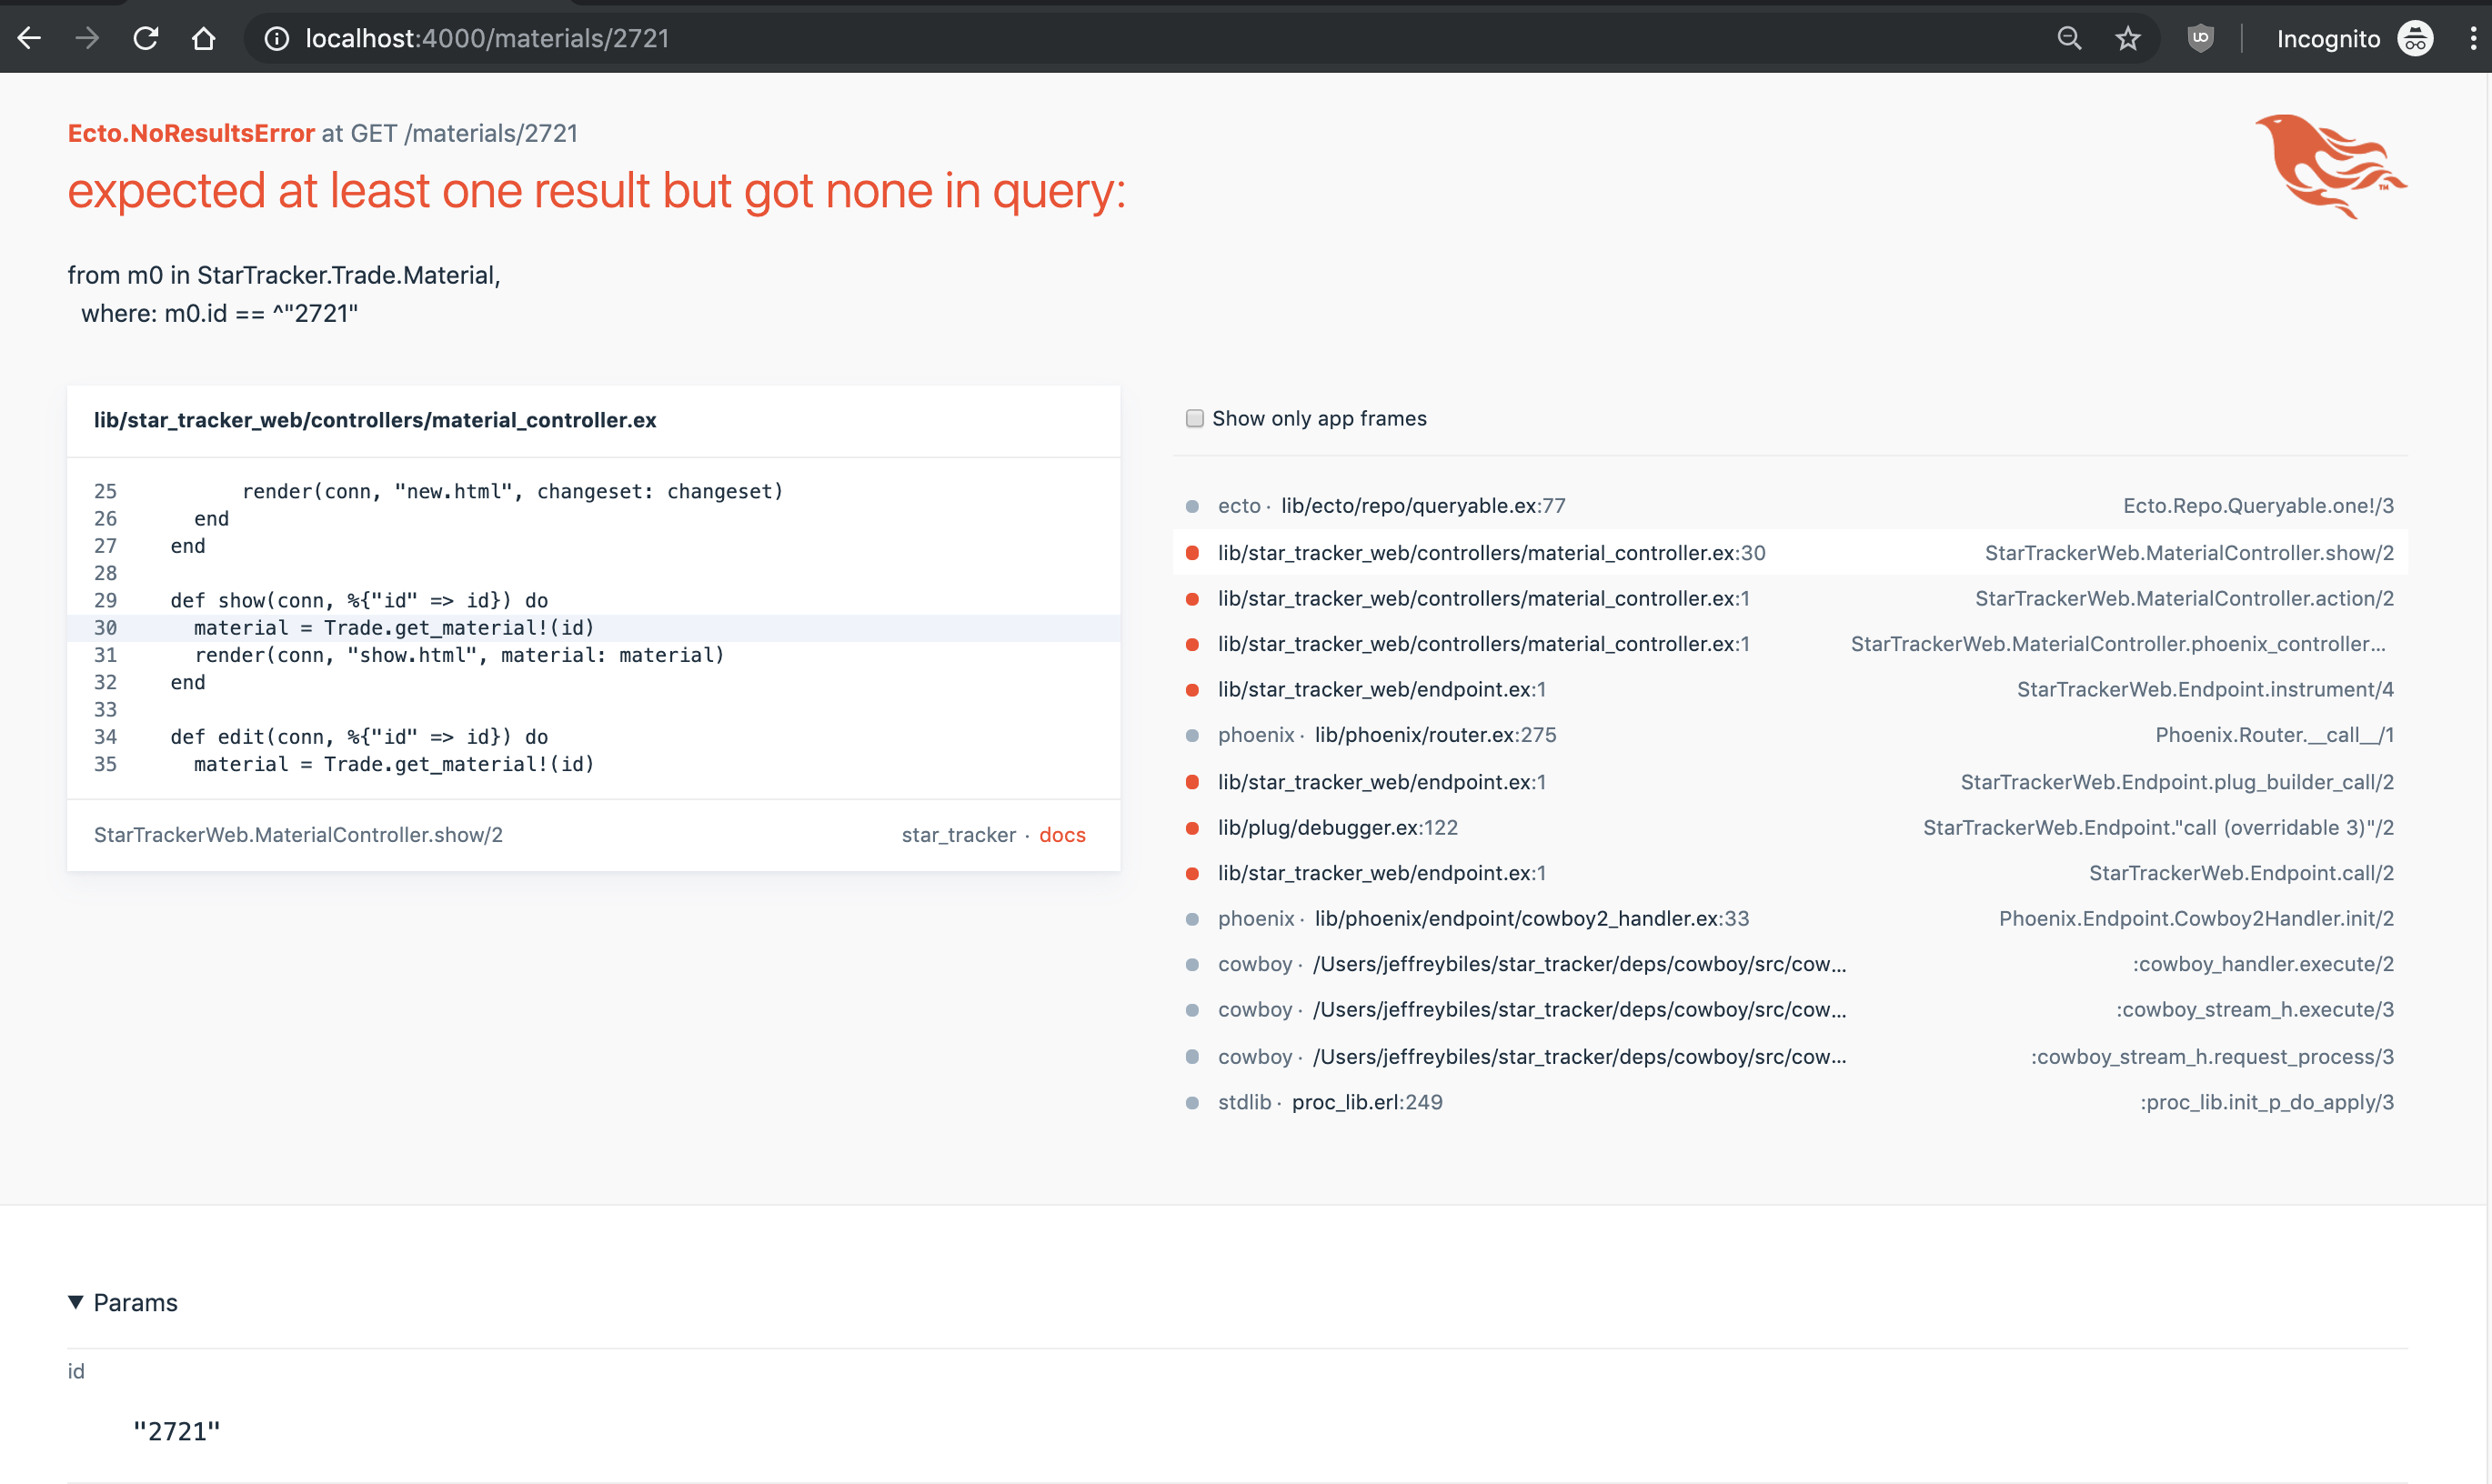 localhost:4000/materials/2721
Incognito
Ecto.NoResultsError at GET /materials/2721
expected at least one result but got none in query:
TM
from m0 in StarTracker.Trade.Material,
  where: m0.id == ^"2721"
lib/star_tracker_web/controllers/material_controller.ex
25          render(conn, "new.html", changeset: changeset)
26      end
27    end
28
29    def show(conn, %{"id" => id}) do
30      material = Trade.get_material!(id)
31      render(conn, "show.html", material: material)
32    end
33
34    def edit(conn, %{"id" => id}) do
35      material = Trade.get_material!(id)
StarTrackerWeb.MaterialController.show/2 star_tracker · docs
Show only app frames
ecto · lib/ecto/repo/queryable.ex:77 Ecto.Repo.Queryable.one!/3
lib/star_tracker_web/controllers/material_controller.ex:30 StarTrackerWeb.MaterialController.show/2
lib/star_tracker_web/controllers/material_controller.ex:1 StarTrackerWeb.MaterialController.action/2
lib/star_tracker_web/controllers/material_controller.ex:1 StarTrackerWeb.MaterialController.phoenix_controller...
lib/star_tracker_web/endpoint.ex:1 StarTrackerWeb.Endpoint.instrument/4
phoenix · lib/phoenix/router.ex:275 Phoenix.Router.__call__/1
lib/star_tracker_web/endpoint.ex:1 StarTrackerWeb.Endpoint.plug_builder_call/2
lib/plug/debugger.ex:122 StarTrackerWeb.Endpoint."call (overridable 3)"/2
lib/star_tracker_web/endpoint.ex:1 StarTrackerWeb.Endpoint.call/2
phoenix · lib/phoenix/endpoint/cowboy2_handler.ex:33 Phoenix.Endpoint.Cowboy2Handler.init/2
cowboy · /Users/jeffreybiles/star_tracker/deps/cowboy/src/cow... :cowboy_handler.execute/2
cowboy · /Users/jeffreybiles/star_tracker/deps/cowboy/src/cow... :cowboy_stream_h.execute/3
cowboy · /Users/jeffreybiles/star_tracker/deps/cowboy/src/cow... :cowboy_stream_h.request_process/3
stdlib · proc_lib.erl:249 :proc_lib.init_p_do_apply/3
▼ Params
id
"2721"